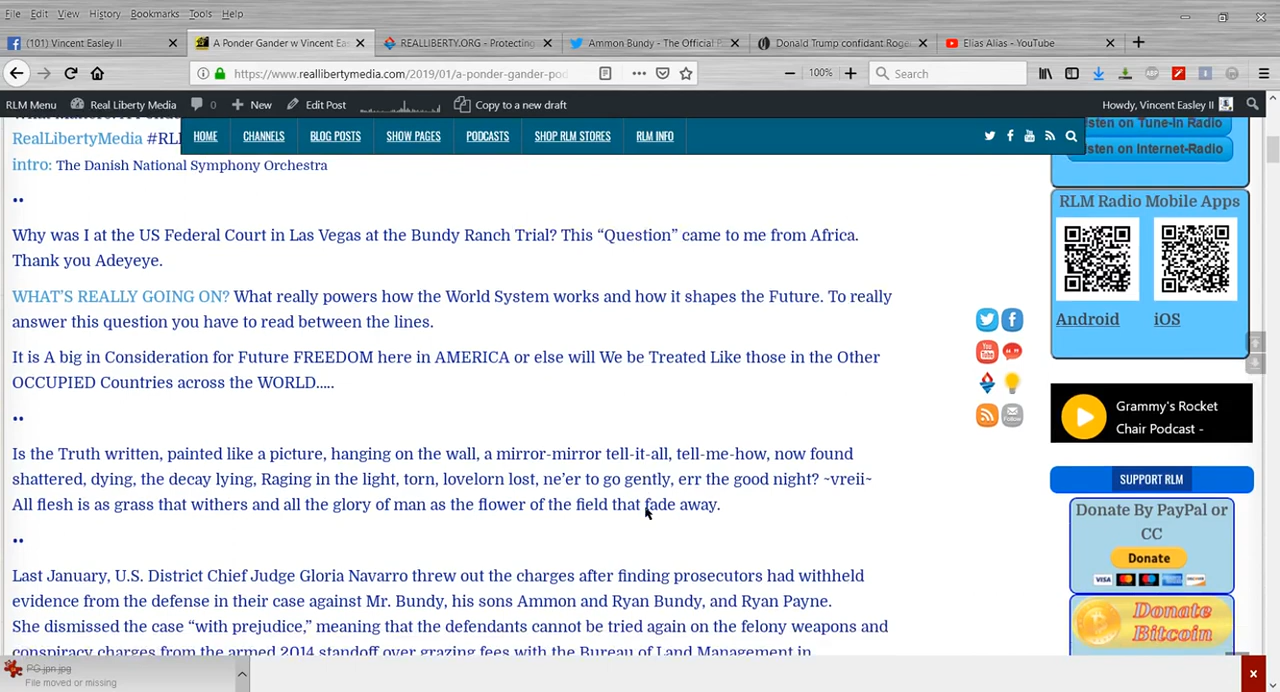 File Edit View History Bookmarks Tools Help
(101) Vincent Easley II
A Ponder Gander w Vincent Eas
REALLIBERTY.ORG - Protecting
Ammon Bundy - The Official P
Donald Trump confidant Roge
Elias Alias - YouTube
https://www.reallibertymedia.com/2019/01/a-ponder-gander-pod
100%
Search
RLM Menu Real Liberty Media 0 New Edit Post Copy to a new draft Howdy, Vincent Easley II
HOME CHANNELS BLOG POSTS SHOW PAGES PODCASTS SHOP RLM STORES RLM INFO
RealLibertyMedia #RL
intro: The Danish National Symphony Orchestra
••
Why was I at the US Federal Court in Las Vegas at the Bundy Ranch Trial? This “Question” came to me from Africa.
Thank you Adeyeye.
WHAT’S REALLY GOING ON? What really powers how the World System works and how it shapes the Future. To really
answer this question you have to read between the lines.
It is A big in Consideration for Future FREEDOM here in AMERICA or else will We be Treated Like those in the Other
OCCUPIED Countries across the WORLD.....
••
Is the Truth written, painted like a picture, hanging on the wall, a mirror-mirror tell-it-all, tell-me-how, now found
shattered, dying, the decay lying, Raging in the light, torn, lovelorn lost, ne’er to go gently, err the good night? ~vreii~
All flesh is as grass that withers and all the glory of man as the flower of the field that fade away.
••
Last January, U.S. District Chief Judge Gloria Navarro threw out the charges after finding prosecutors had withheld
evidence from the defense in their case against Mr. Bundy, his sons Ammon and Ryan Bundy, and Ryan Payne.
She dismissed the case “with prejudice,” meaning that the defendants cannot be tried again on the felony weapons and
conspiracy charges from the armed 2014 standoff over grazing fees with the Bureau of Land Management in
Listen on Tune-In Radio
sten on Internet-Radio
RLM Radio Mobile Apps
Android iOS
Grammy's Rocket
Chair Podcast -
SUPPORT RLM
Donate By PayPal or
CC
Donate
VISA
Donate
Bitcoin
PG.jpn.jpg
File moved or missing